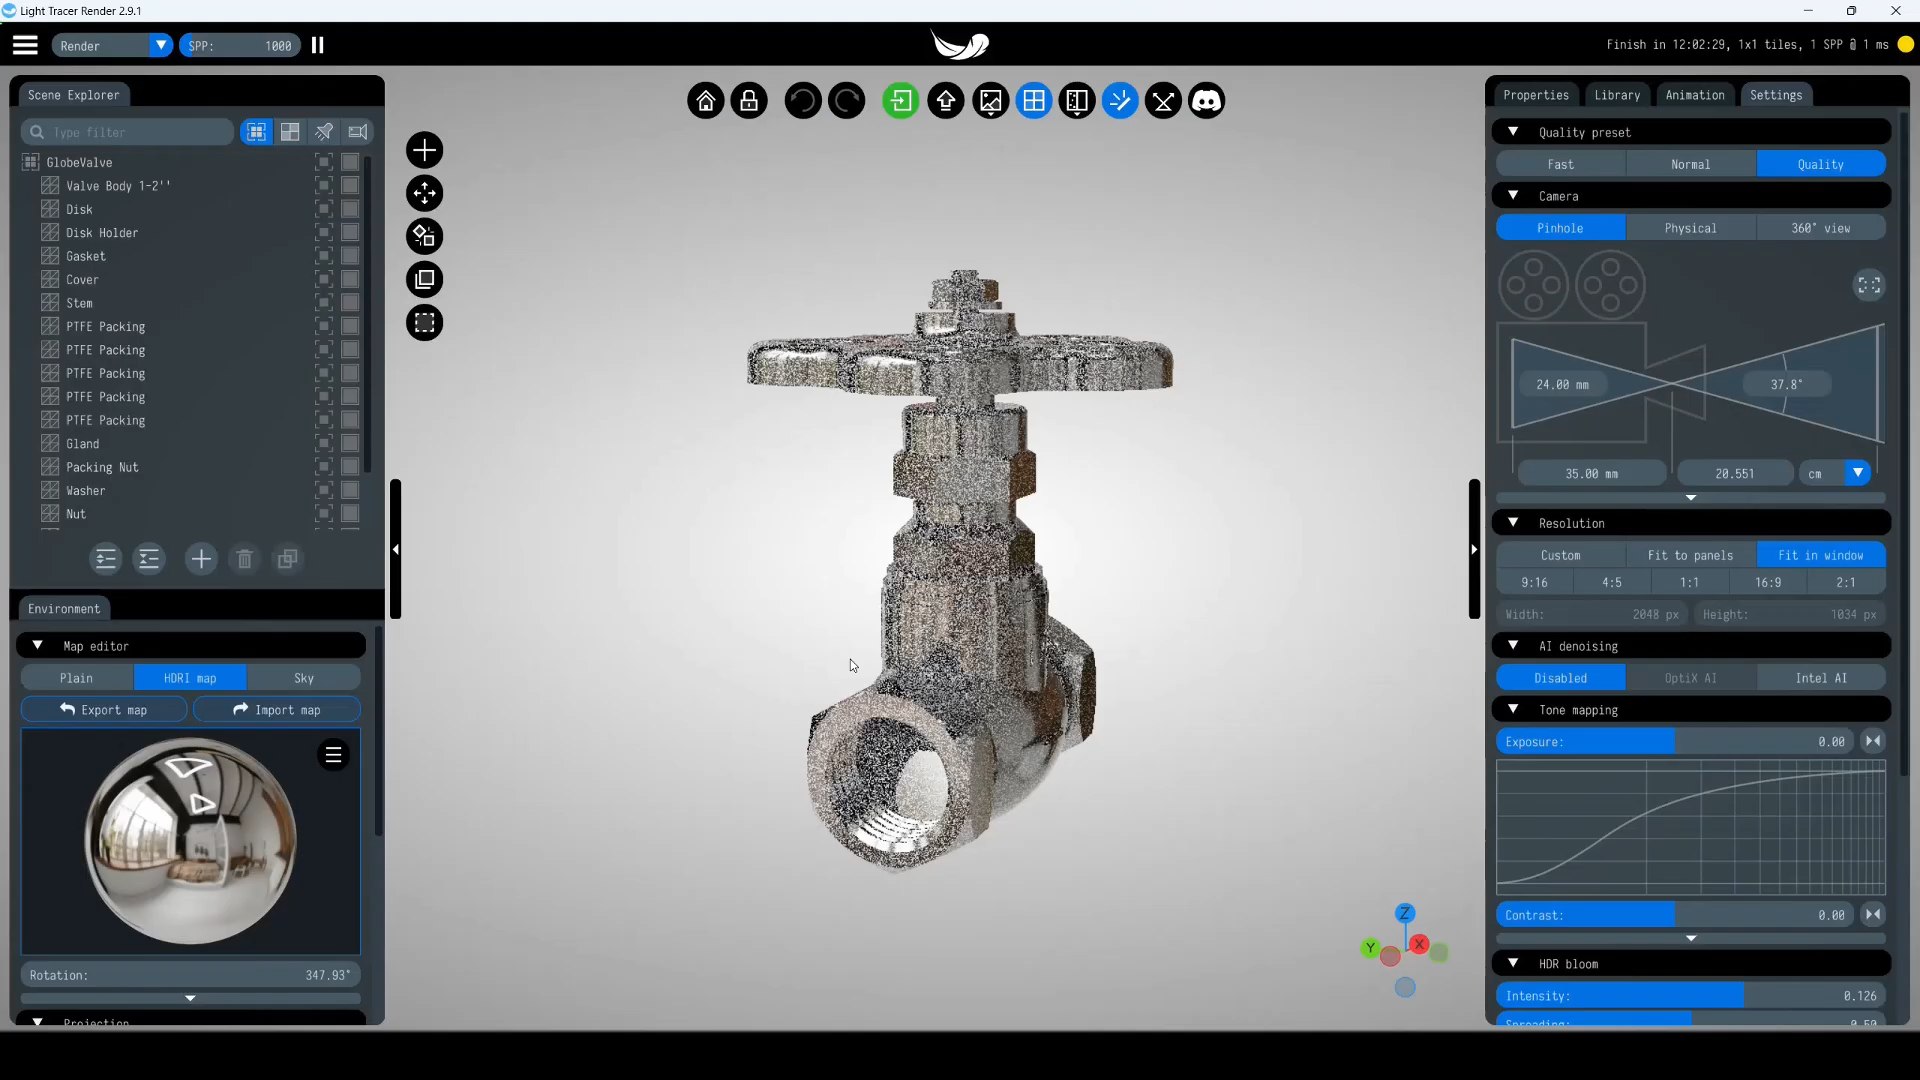 Light Tracer Render 2.9.1
Render
SPP: 1000
Finish in 12:02:29, 1x1 tiles, 1 SPP @ 1 ms
Scene Explorer
Type filter
GlobeValve
Valve Body 1-2''
Disk
Disk Holder
Gasket
Cover
Stem
PTFE Packing
PTFE Packing
PTFE Packing
PTFE Packing
PTFE Packing
Gland
Packing Nut
Washer
Nut
Environment
Map editor
Plain HDRI map Sky
Export map Import map
Rotation: 347.93°
Projection
Z
Y X
Properties Library Animation Settings
Quality preset
Fast Normal Quality
Camera
Pinhole Physical 360° view
24.00 mm 37.8°
35.00 mm 20.551 cm
Resolution
Custom Fit to panels Fit in window
9:16 4:5 1:1 16:9 2:1
Width: 2048 px Height: 1034 px
AI denoising
Disabled OptiX AI Intel AI
Tone mapping
Exposure: 0.00
Contrast: 0.00
HDR bloom
Intensity: 0.126
Spreading: 0.50